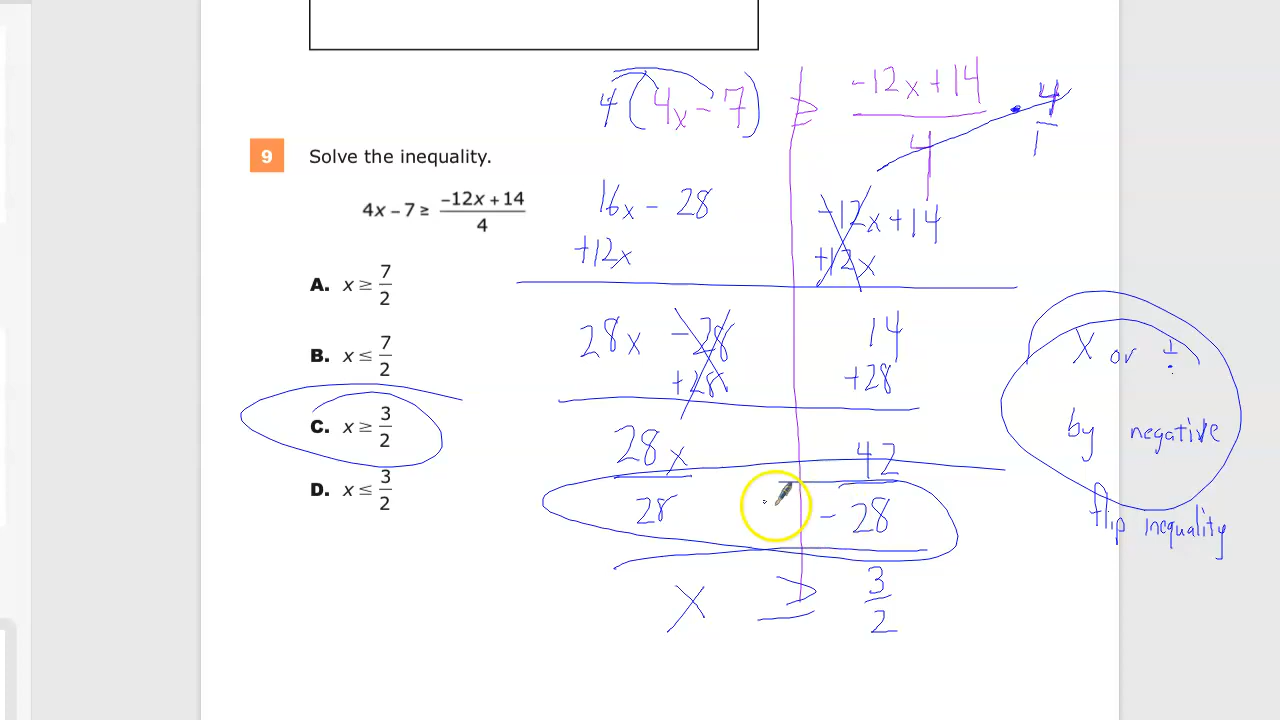 4(4x - 7) ≥ -12x + 14 / 4 • 4 / 1
9 Solve the inequality.
4x – 7 ≥ –12x + 14 / 4
16x - 28 -12x + 14
+12x +12x
A. x ≥ 7/2
28x - 28 14
+28 +28
B. x ≤ 7/2
X or ÷
by negative
flip inequality
C. x ≥ 3/2
28x 42
D. x ≤ 3/2
28 - 28
x ≥ 3/2